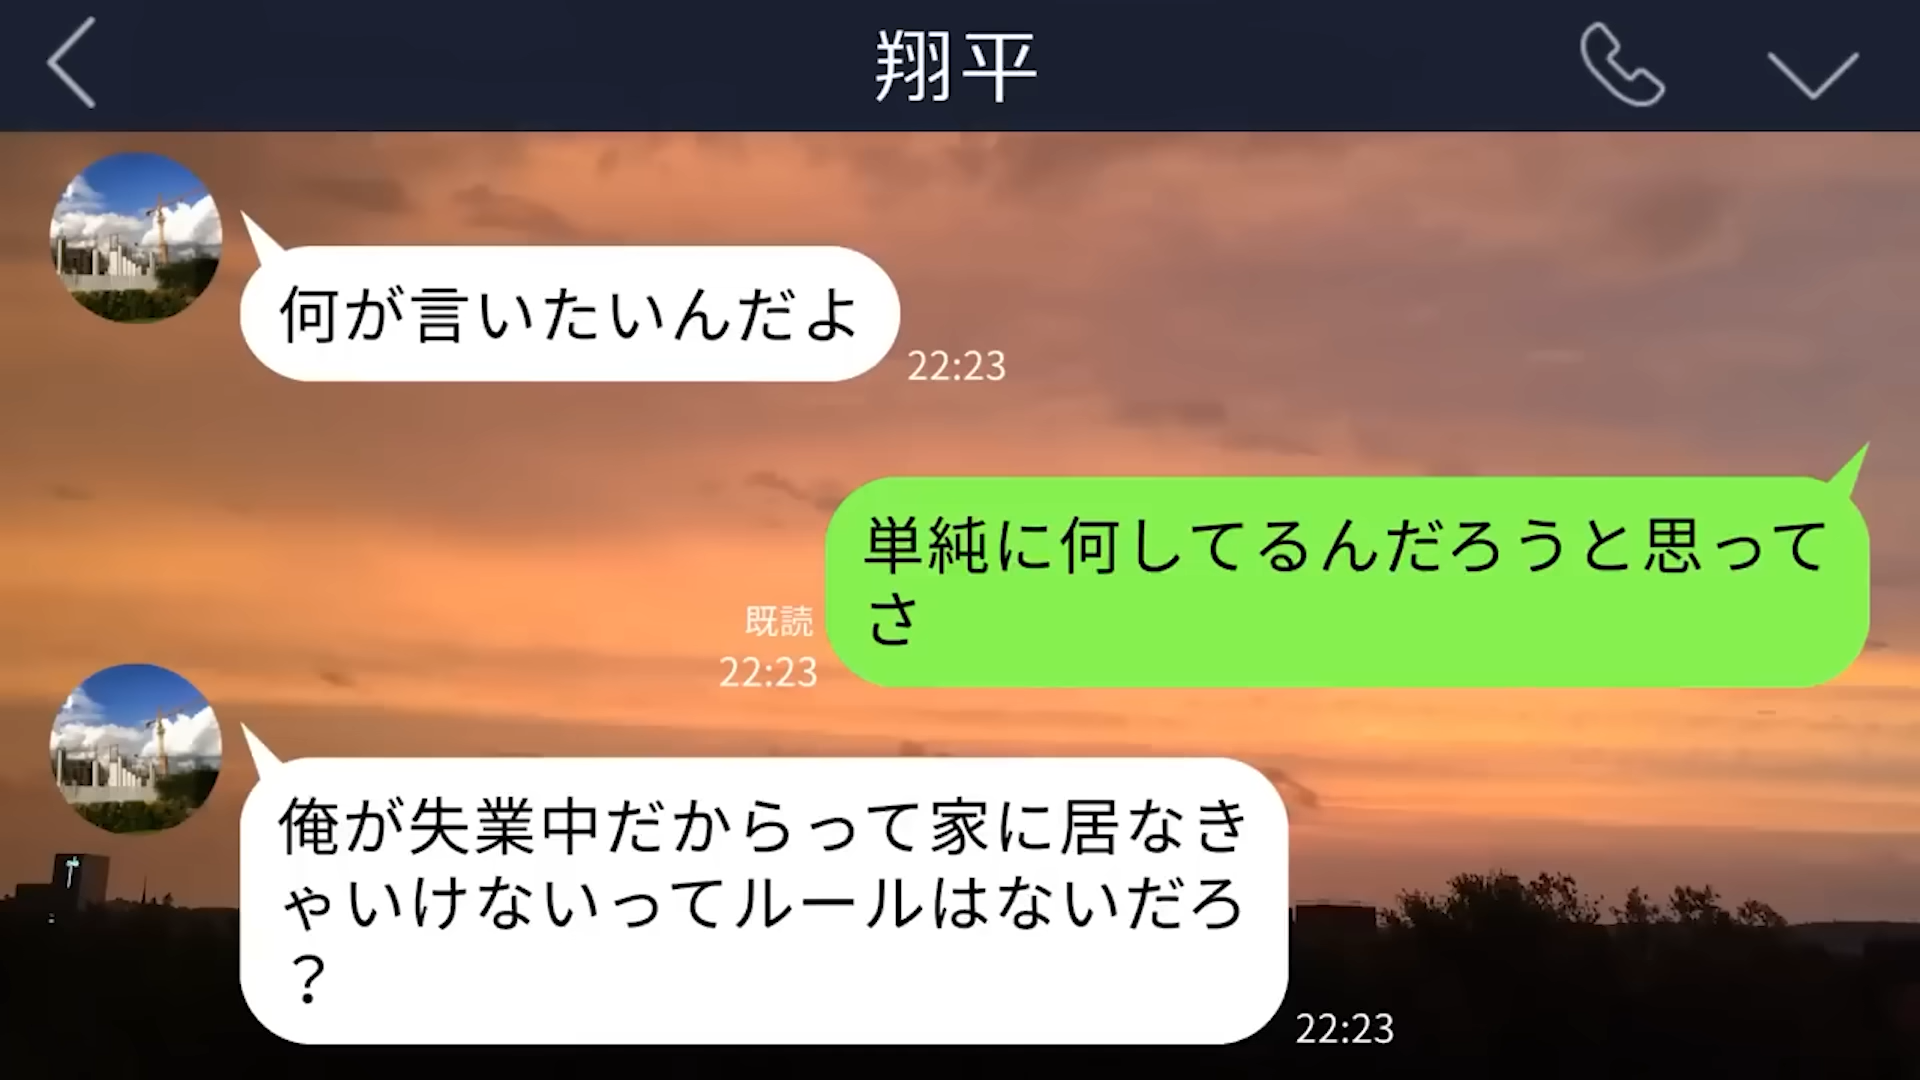 翔平
何が言いたいんだよ
22:23
単純に何してるんだろうと思って
さ
既読
22:23
俺が失業中だからって家に居なき
ゃいけないってルールはないだろ
？
22:23